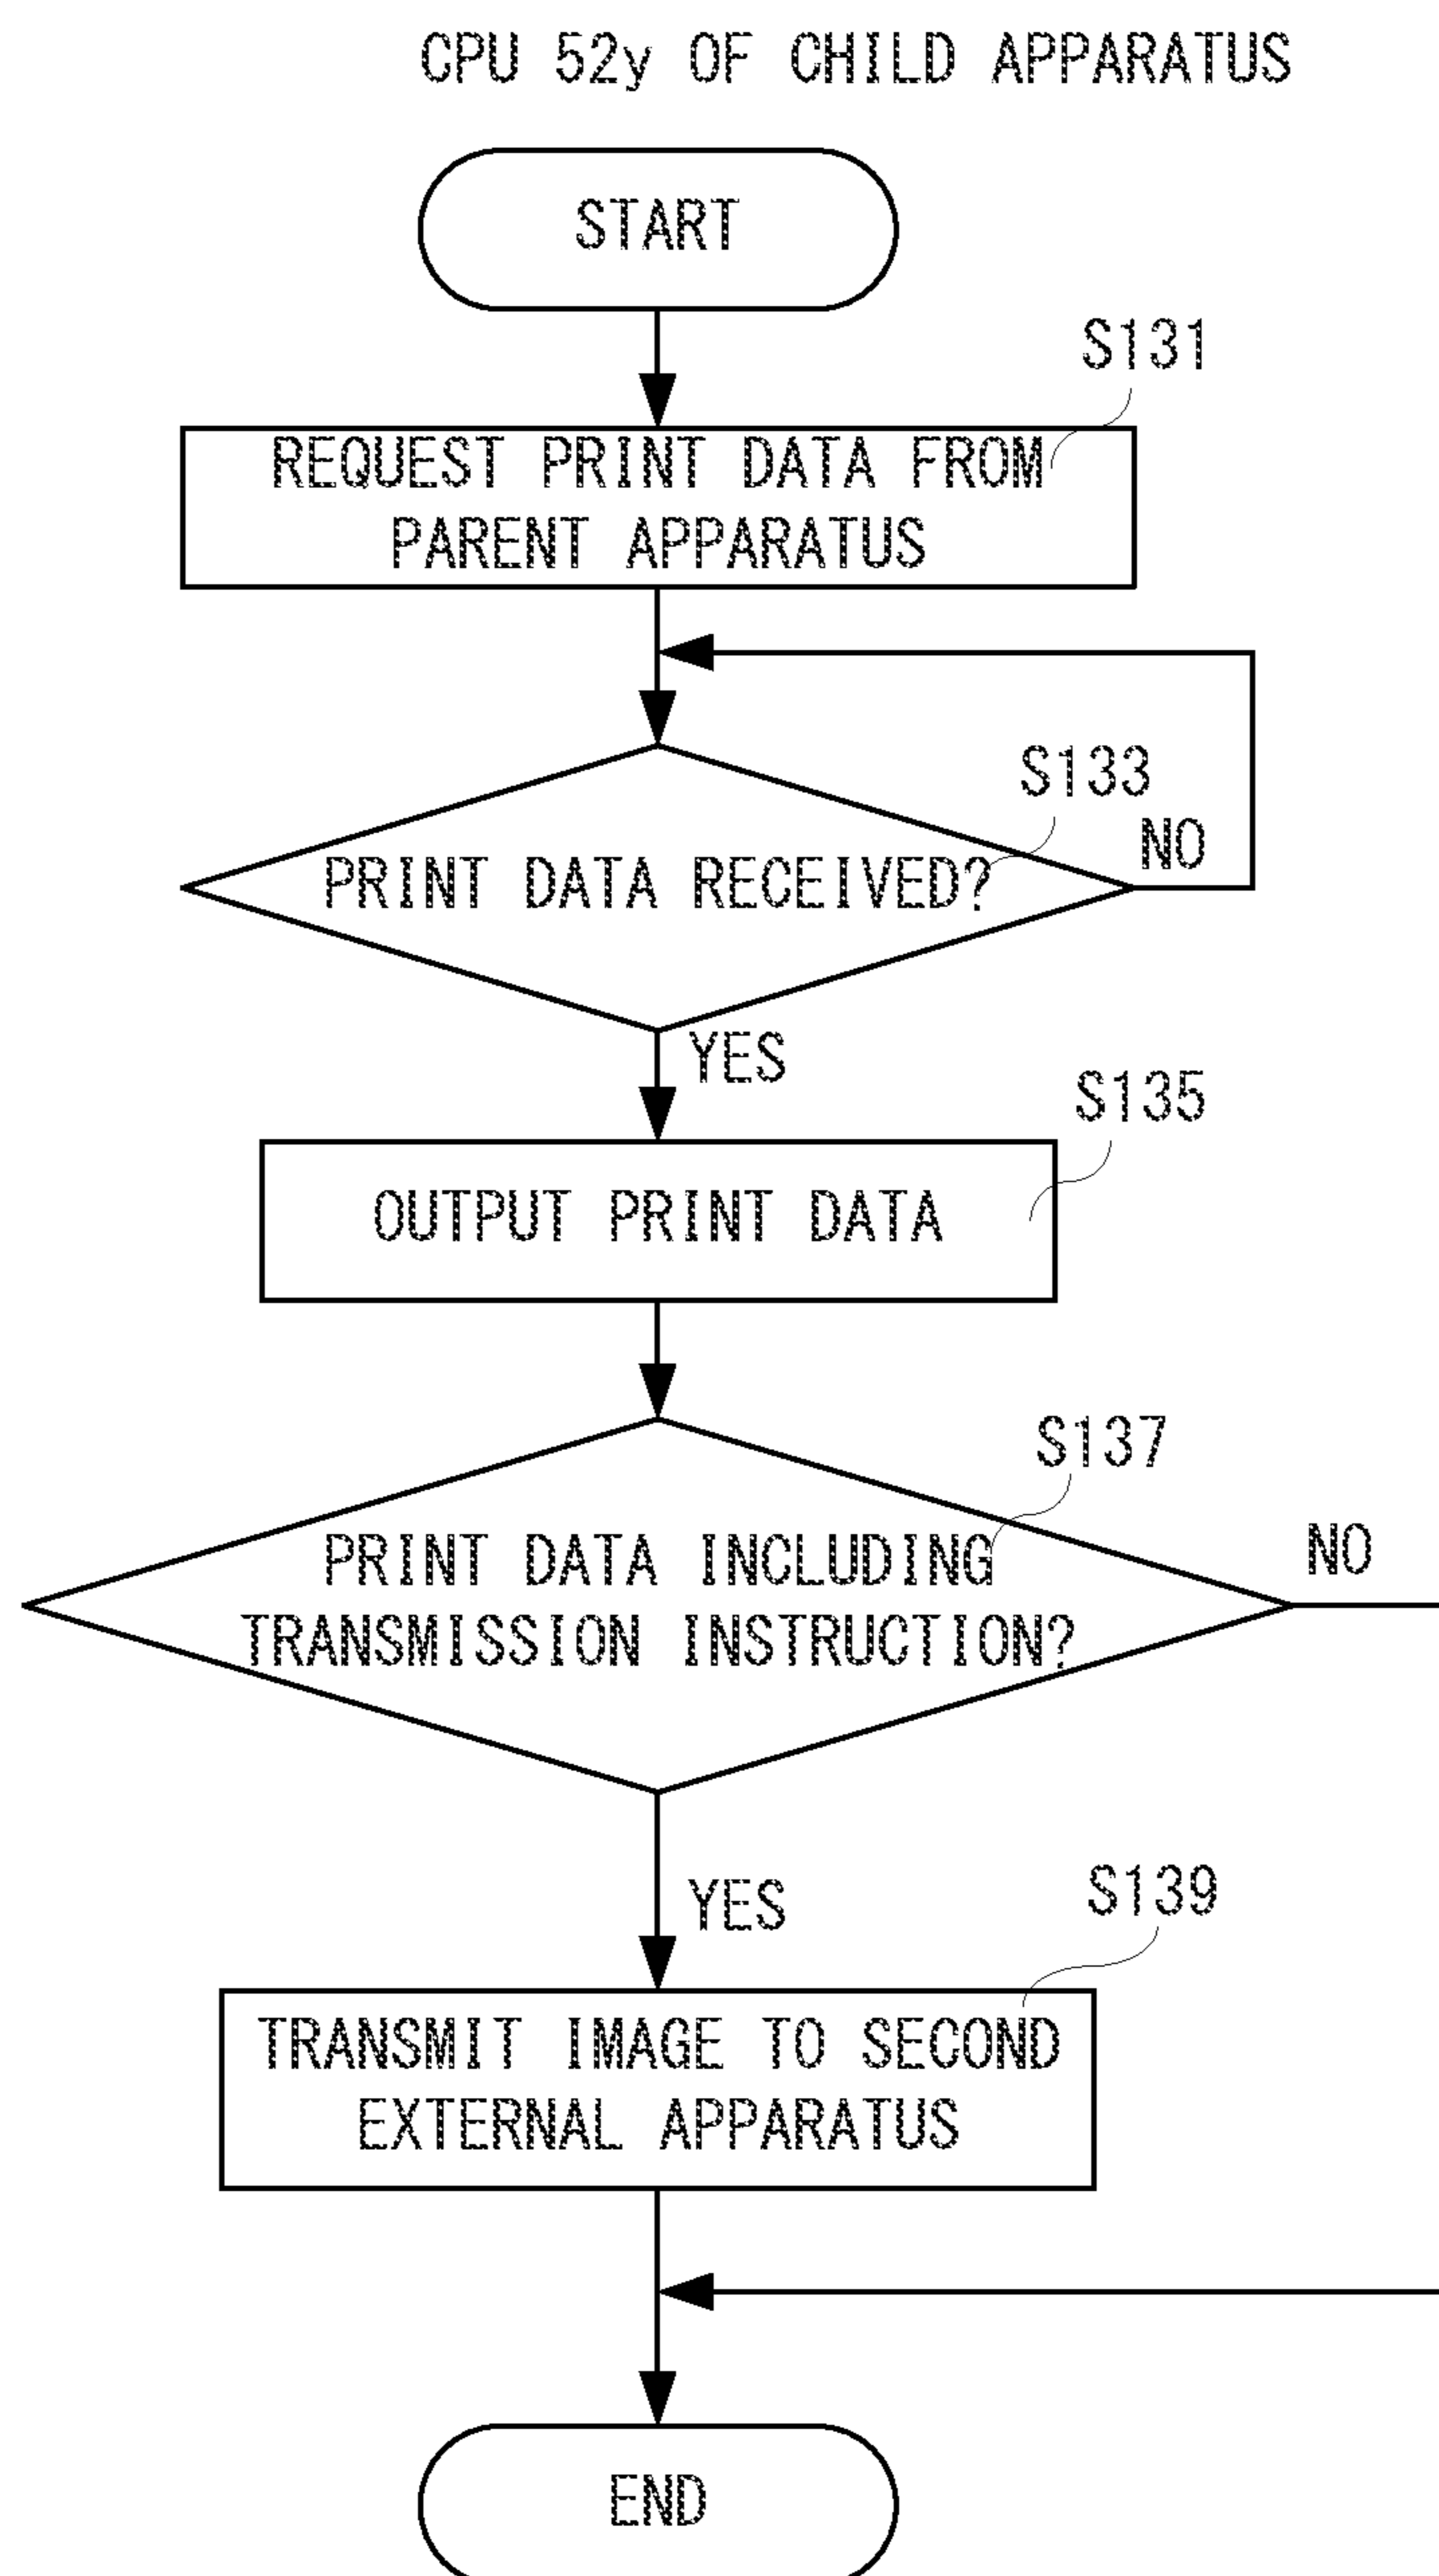 CPU 52y OF CHILD APPARATUS
START
S131
REQUEST PRINT DATA FROM
PARENT APPARATUS
S133
NO
PRINT DATA RECEIVED?
YES
S135
OUTPUT PRINT DATA
S137
NO
PRINT DATA INCLUDING
TRANSMISSION INSTRUCTION?
YES
S139
TRANSMIT IMAGE TO SECOND
EXTERNAL APPARATUS
END